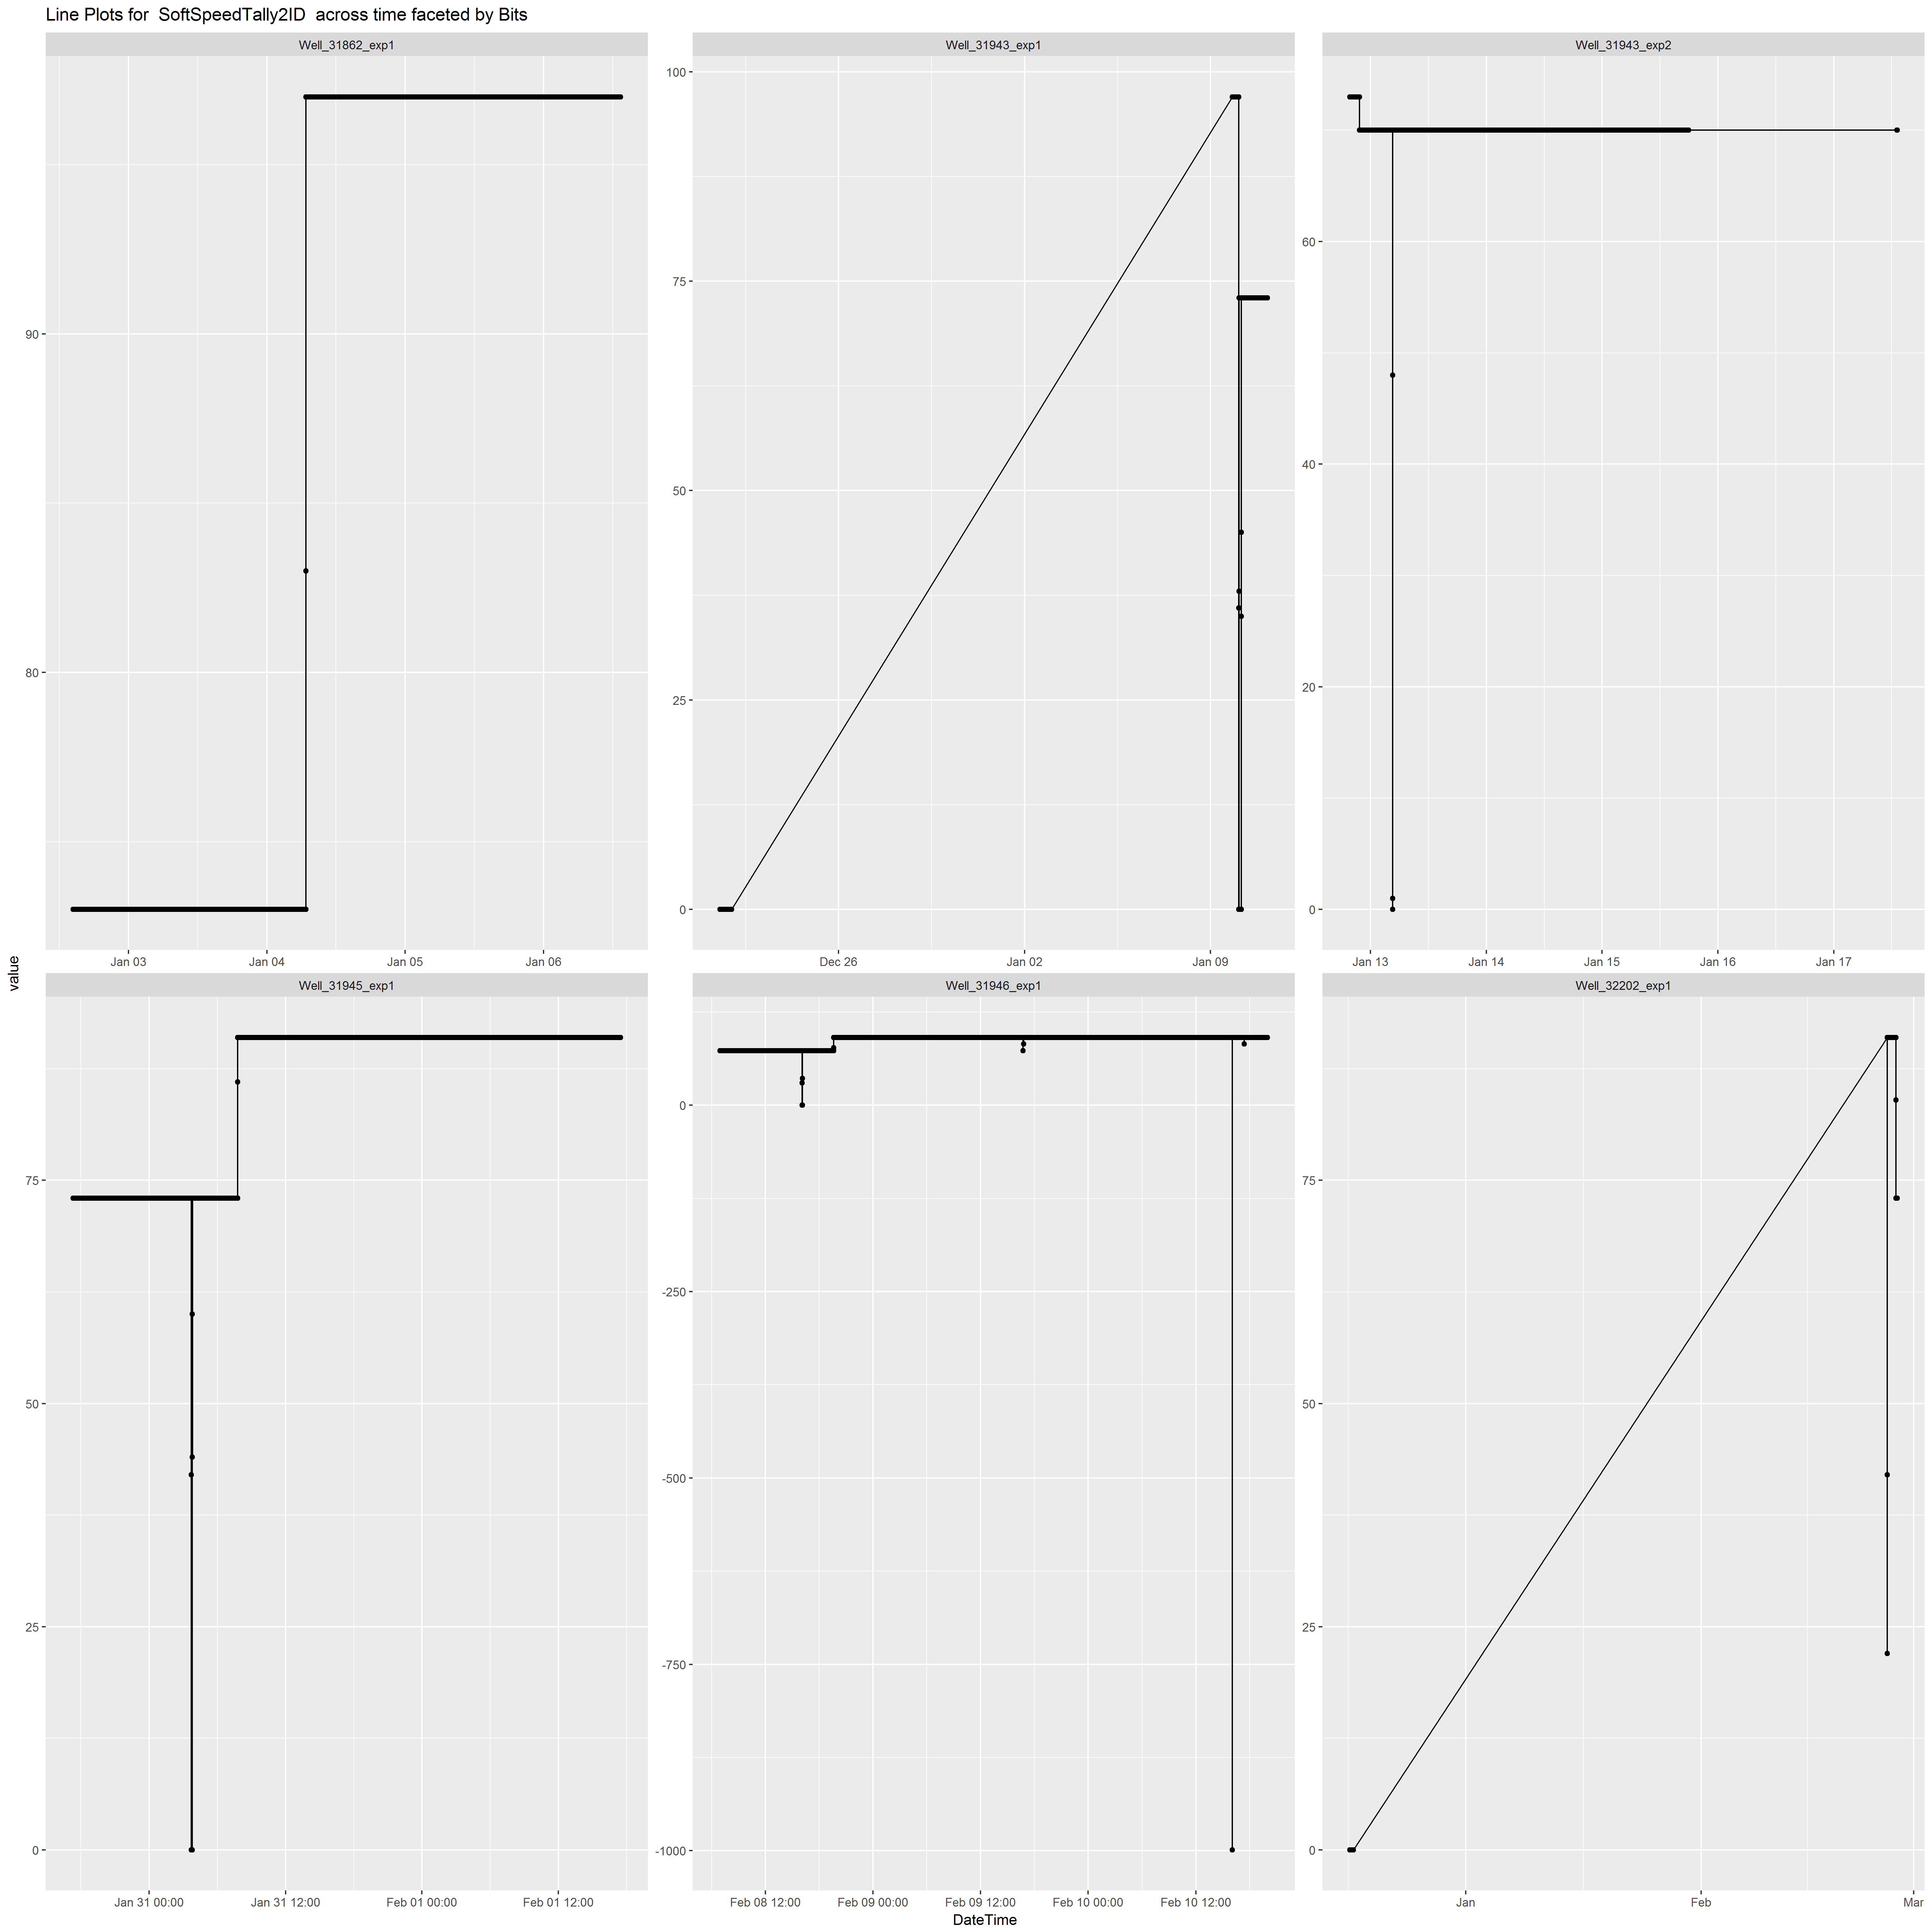 Line Plots for  SoftSpeedTally2ID  across time faceted by Bits
Well_31862_exp1
Well_31943_exp1
Well_31943_exp2
90
80
100
75
50
25
0
60
40
20
0
Jan 03 Jan 04 Jan 05 Jan 06
Dec 26 Jan 02 Jan 09
Jan 13 Jan 14 Jan 15 Jan 16 Jan 17
value
Well_31945_exp1
Well_31946_exp1
Well_32202_exp1
75
50
25
0
0
-250
-500
-750
-1000
75
50
25
0
Jan 31 00:00 Jan 31 12:00 Feb 01 00:00 Feb 01 12:00
Feb 08 12:00 Feb 09 00:00 Feb 09 12:00 Feb 10 00:00 Feb 10 12:00
Jan Feb Mar
DateTime